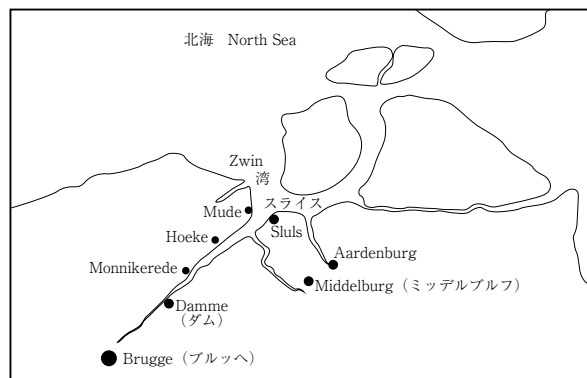 北海 North Sea
Zwin
湾
スライス
Mude
Sluls
Hoeke
Aardenburg
Monnikerede
Middelburg（ミッデルブルフ）
Damme
（ダム）
Brugge（ブルッヘ）